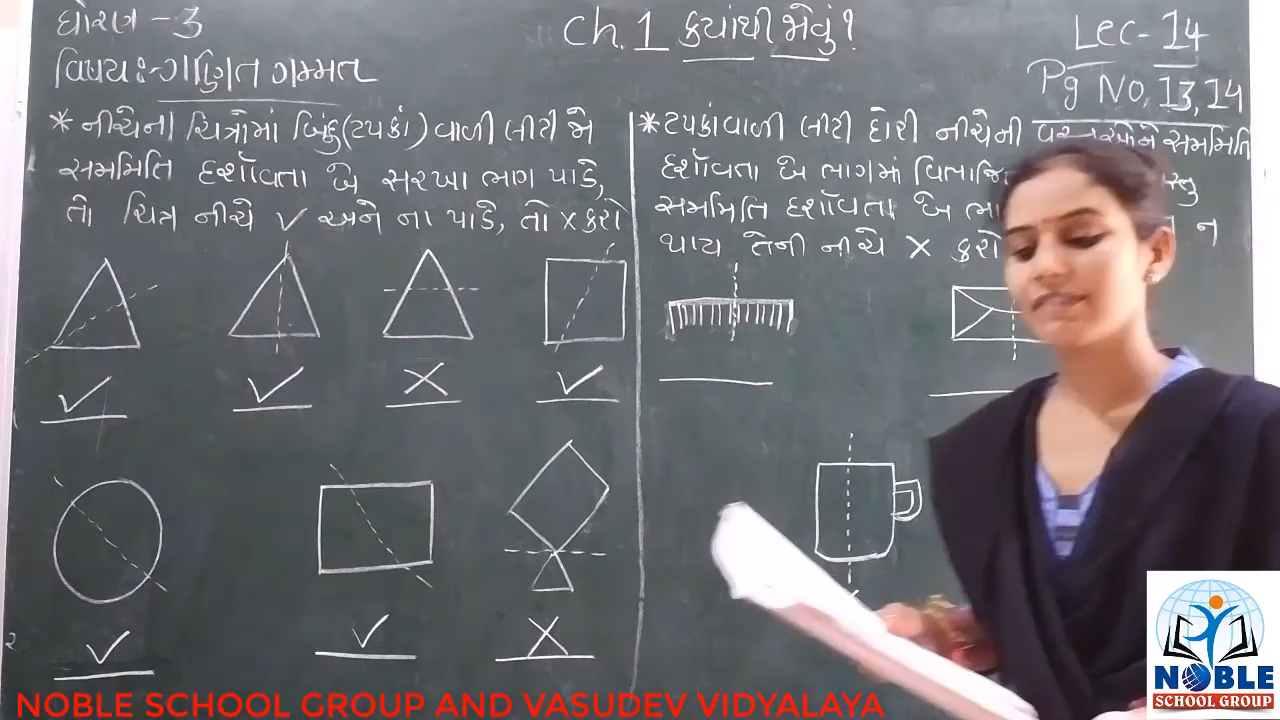 ધોરણ - 3
Ch. 1 કયાંથી જોવું?
Lec- 14
વિષય:- ગણિત ગમ્મત
Pg No. 13, 14
* નીચેના ચિત્રોમાં બિંદુ(ટપકાં) વાળી લીટી જો
સમમિતિ દર્શાવતા બે સરખા ભાગ પાડે,
તો ચિત્ર નીચે ✓ અને ના પાડે, તો × કરો
* ટપકાંવાળી લીટી દોરી નીચેની સમમિતિ
દર્શાવતા બે ભાગમાં
સમમિતિ દર્શાવતા બે
ન
થાય તેની નીચે × કરો
✓ ✓ × ✓
✓ ✓ ×
NOBLE
SCHOOL GROUP
NOBLE SCHOOL GROUP AND VASUDEV VIDYALAYA